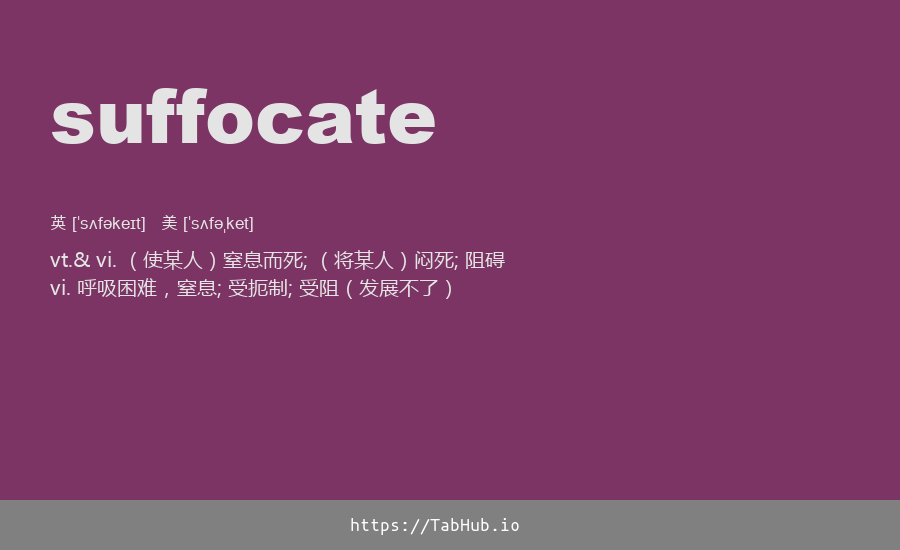 suffocate
英 [ˈsʌfəkeɪt] 美 [ˈsʌfəˌket]
vt.& vi. （使某人）窒息而死; （将某人）闷死; 阻碍
vi. 呼吸困难，窒息; 受扼制; 受阻（发展不了）
https://TabHub.io